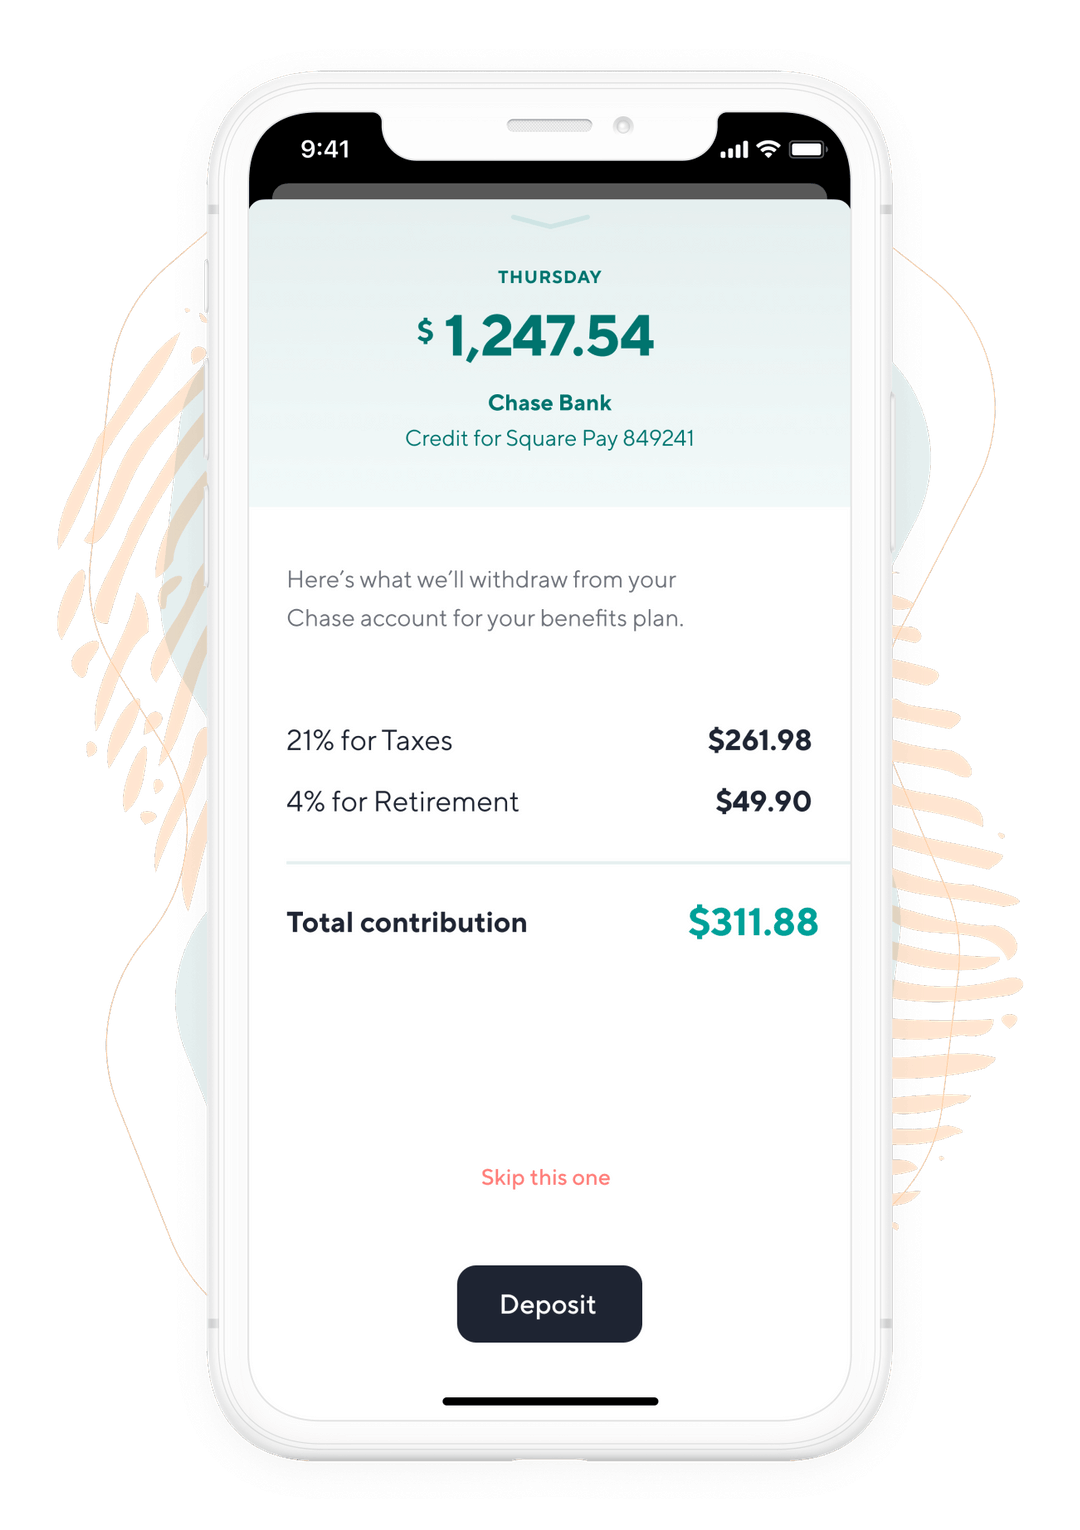 9:41
THURSDAY
$ 1,247.54
Chase Bank
Credit for Square Pay 849241
Here’s what we’ll withdraw from your
Chase account for your benefits plan.
21% for Taxes $261.98
4% for Retirement $49.90
Total contribution $311.88
Skip this one
Deposit